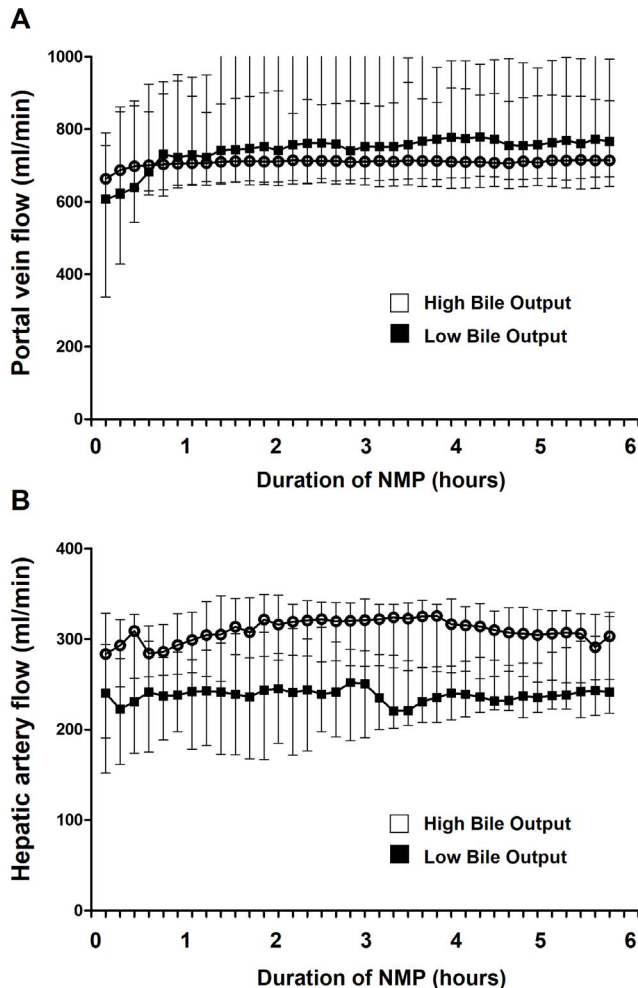 A
Portal vein flow (ml/min)
1000
800
600
400
200
0
High Bile Output
Low Bile Output
0 1 2 3 4 5 6
Duration of NMP (hours)
B
Hepatic artery flow (ml/min)
400
300
200
100
0
High Bile Output
Low Bile Output
0 1 2 3 4 5 6
Duration of NMP (hours)